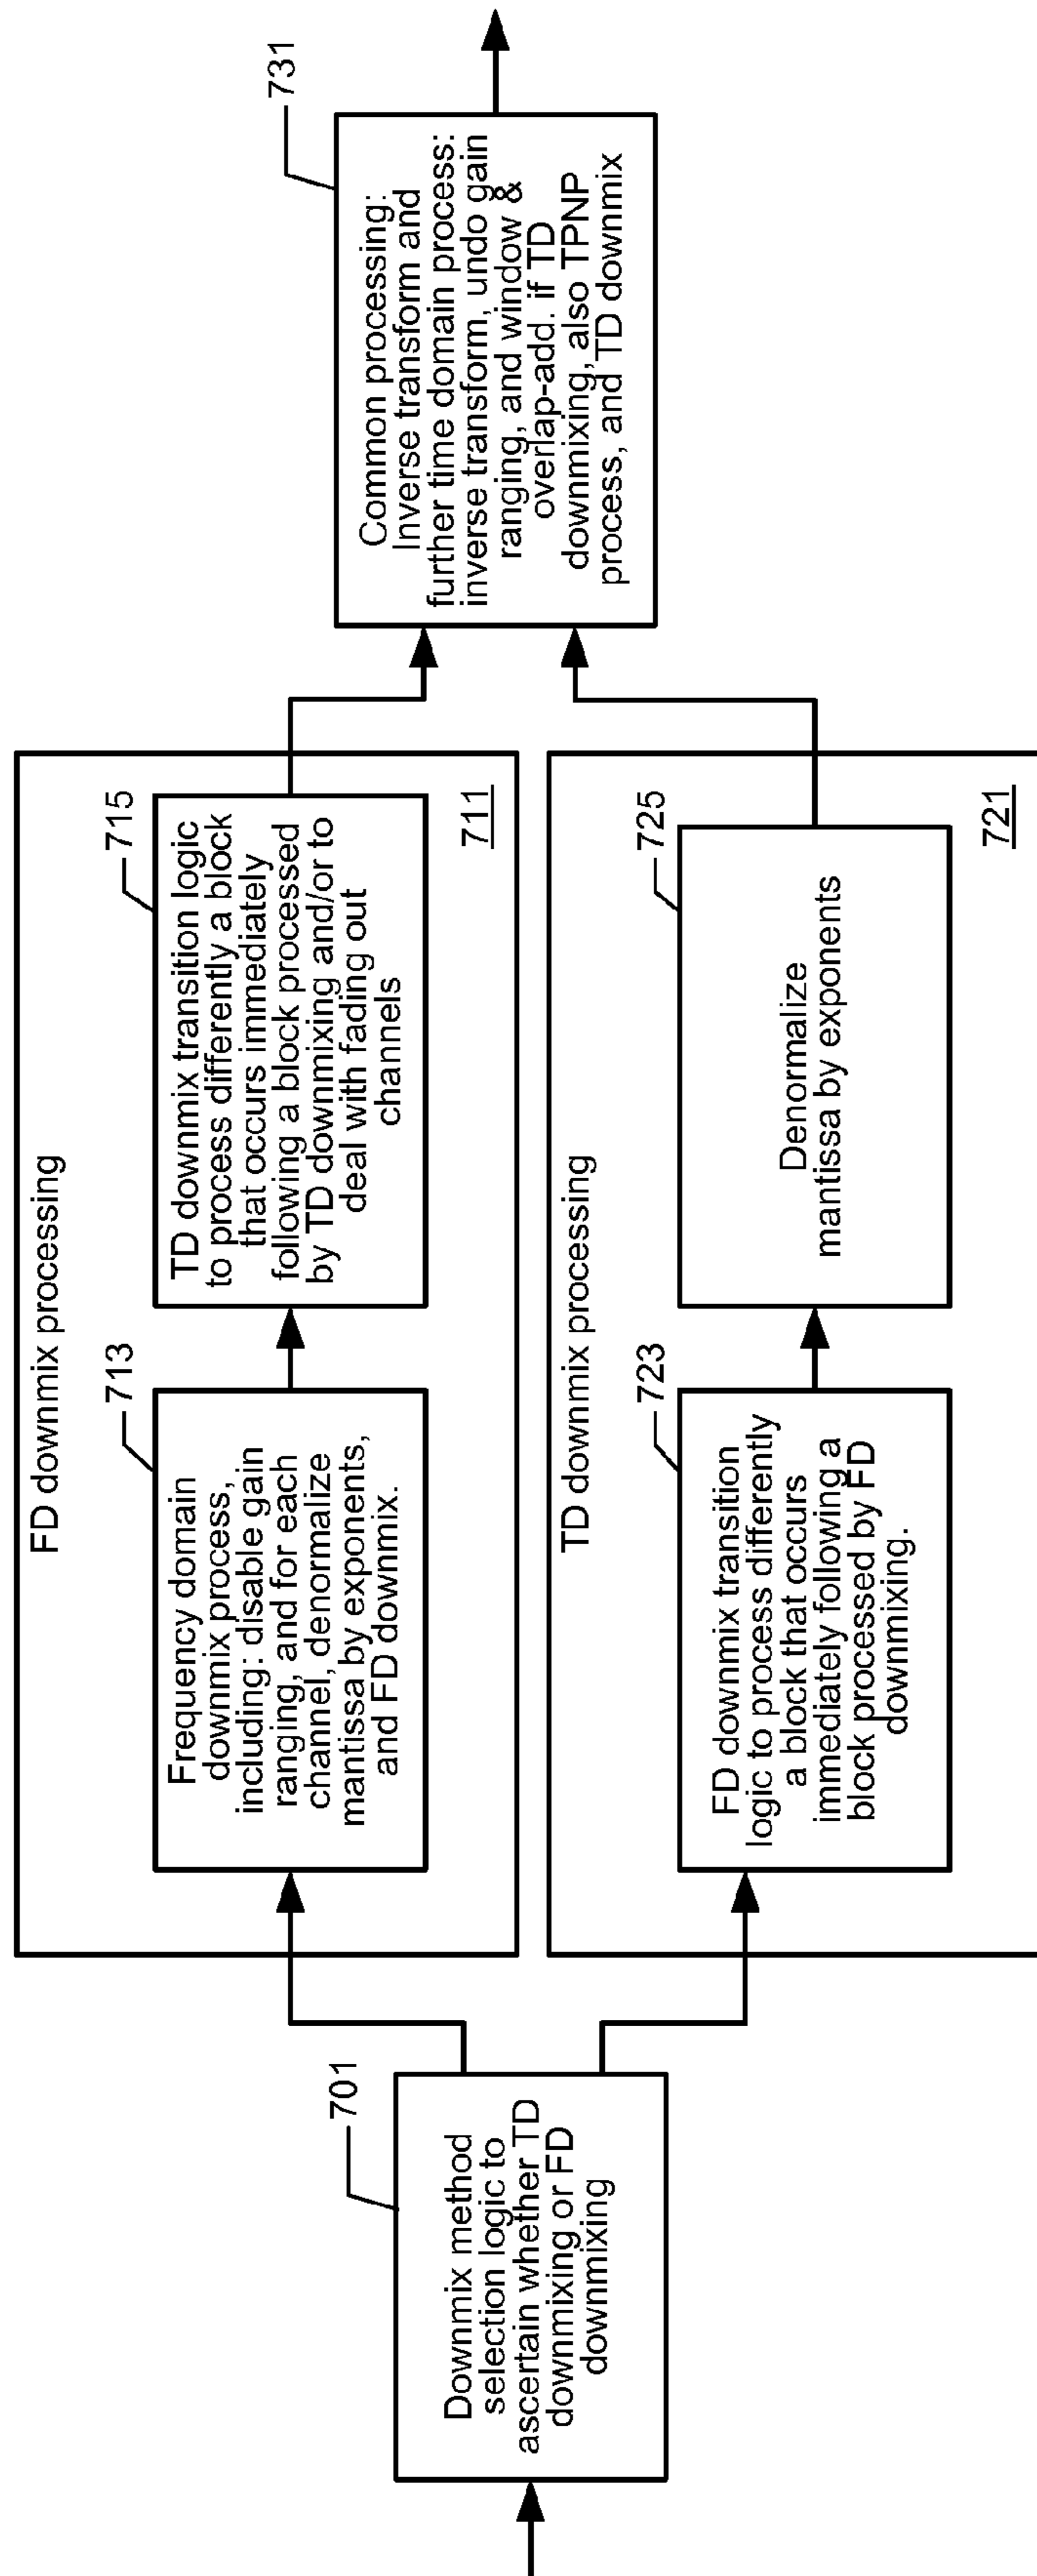 701
Downmix method
selection logic to
ascertain whether TD
downmixing or FD
downmixing
FD downmix processing
713
Frequency domain
downmix process,
including: disable gain
ranging, and for each
channel, denormalize
mantissa by exponents,
and FD downmix.
715
TD downmix transition logic
to process differently a block
that occurs immediately
following a block processed
by TD downmixing and/or to
deal with fading out
channels
711
TD downmix processing
723
FD downmix transition
logic to process differently
a block that occurs
immediately following a
block processed by FD
downmixing.
725
Denormalize
mantissa by exponents
721
731
Common processing:
Inverse transform and
further time domain process:
inverse transform, undo gain
ranging, and window &
overlap-add. if TD
downmixing, also TPNP
process, and TD downmix